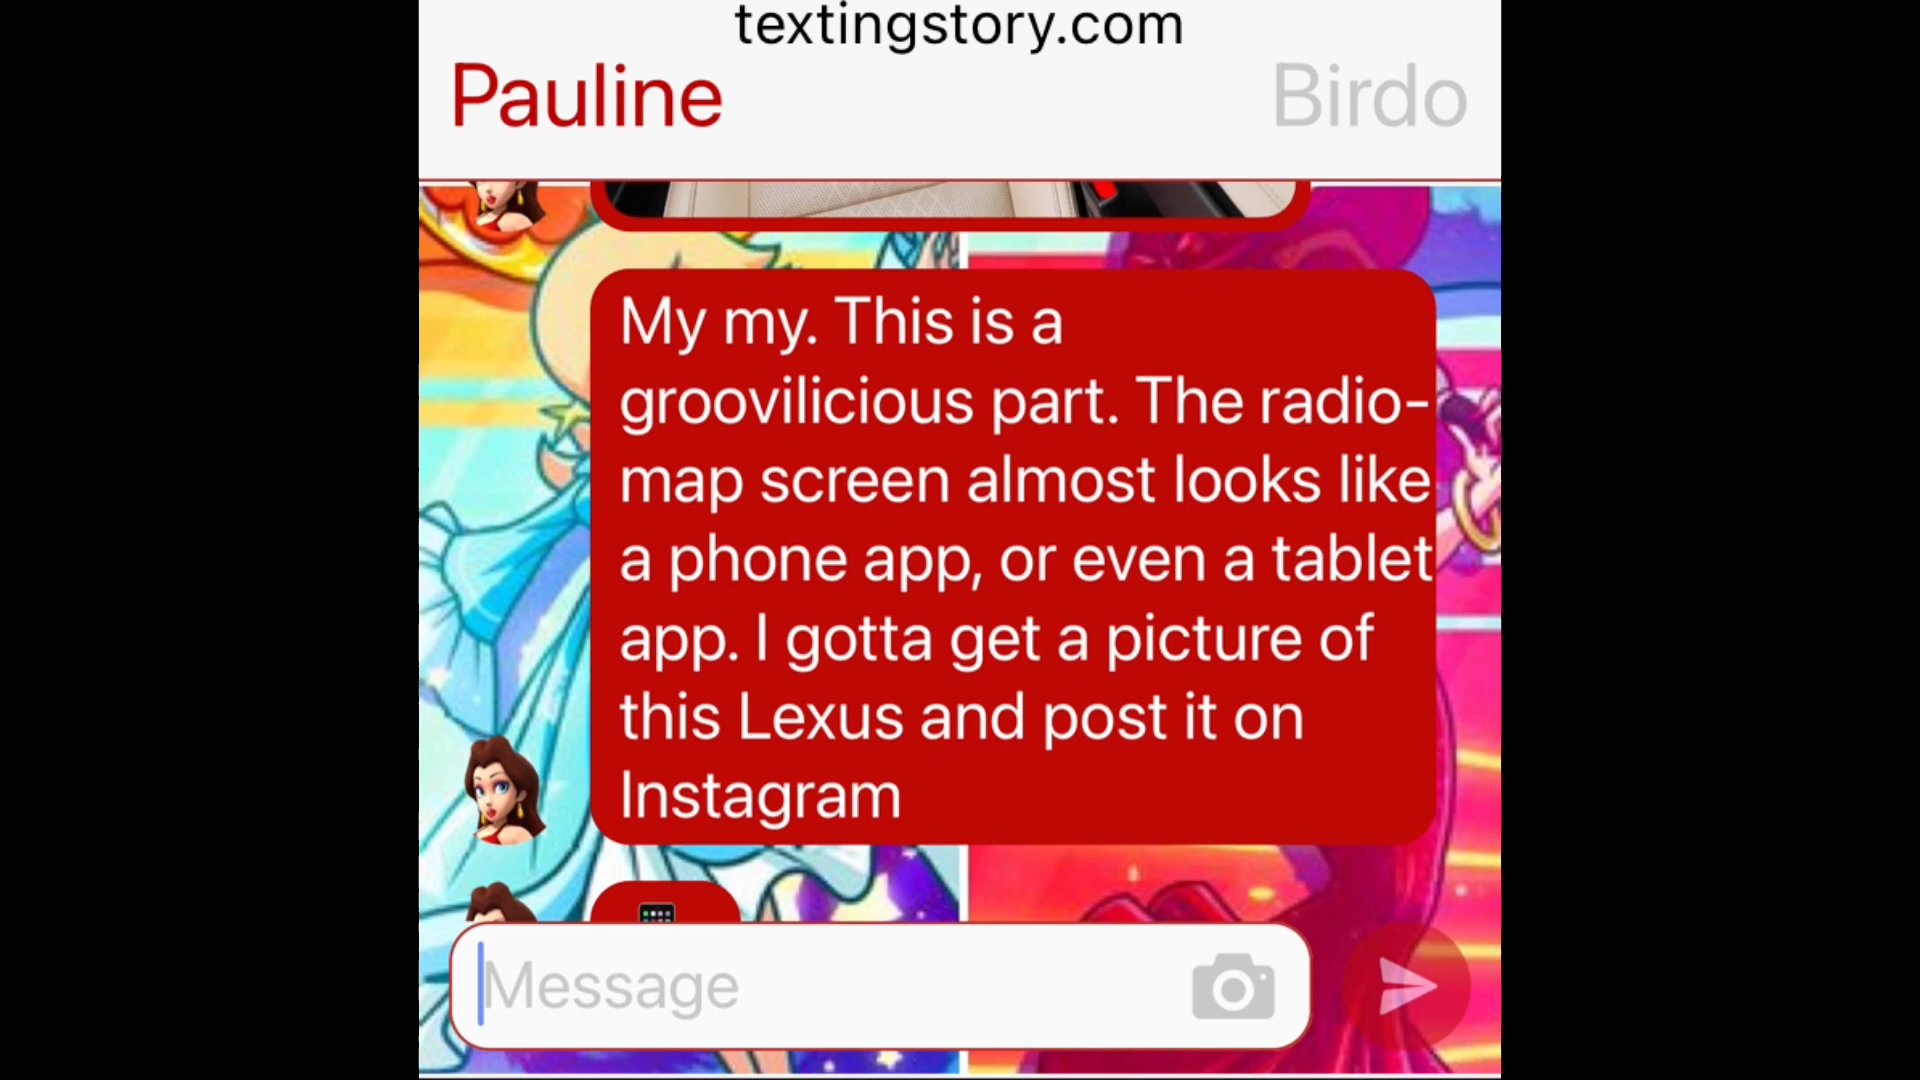 textingstory.com
Pauline
Birdo
My my. This is a
groovilicious part. The radio-
map screen almost looks like
a phone app, or even a tablet
app. I gotta get a picture of
this Lexus and post it on
Instagram
Message